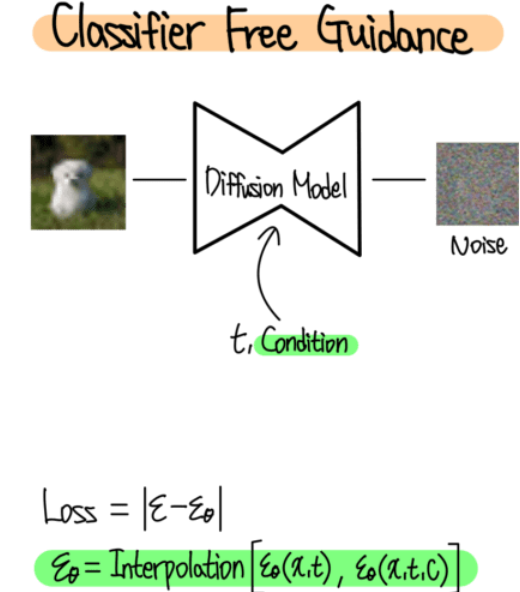 Classifier Free Guidance
Diffusion Model
Noise
t, Condition
Loss = |ε-εθ|
εθ = Interpolation[εθ(x,t), εθ(x,t,c)]